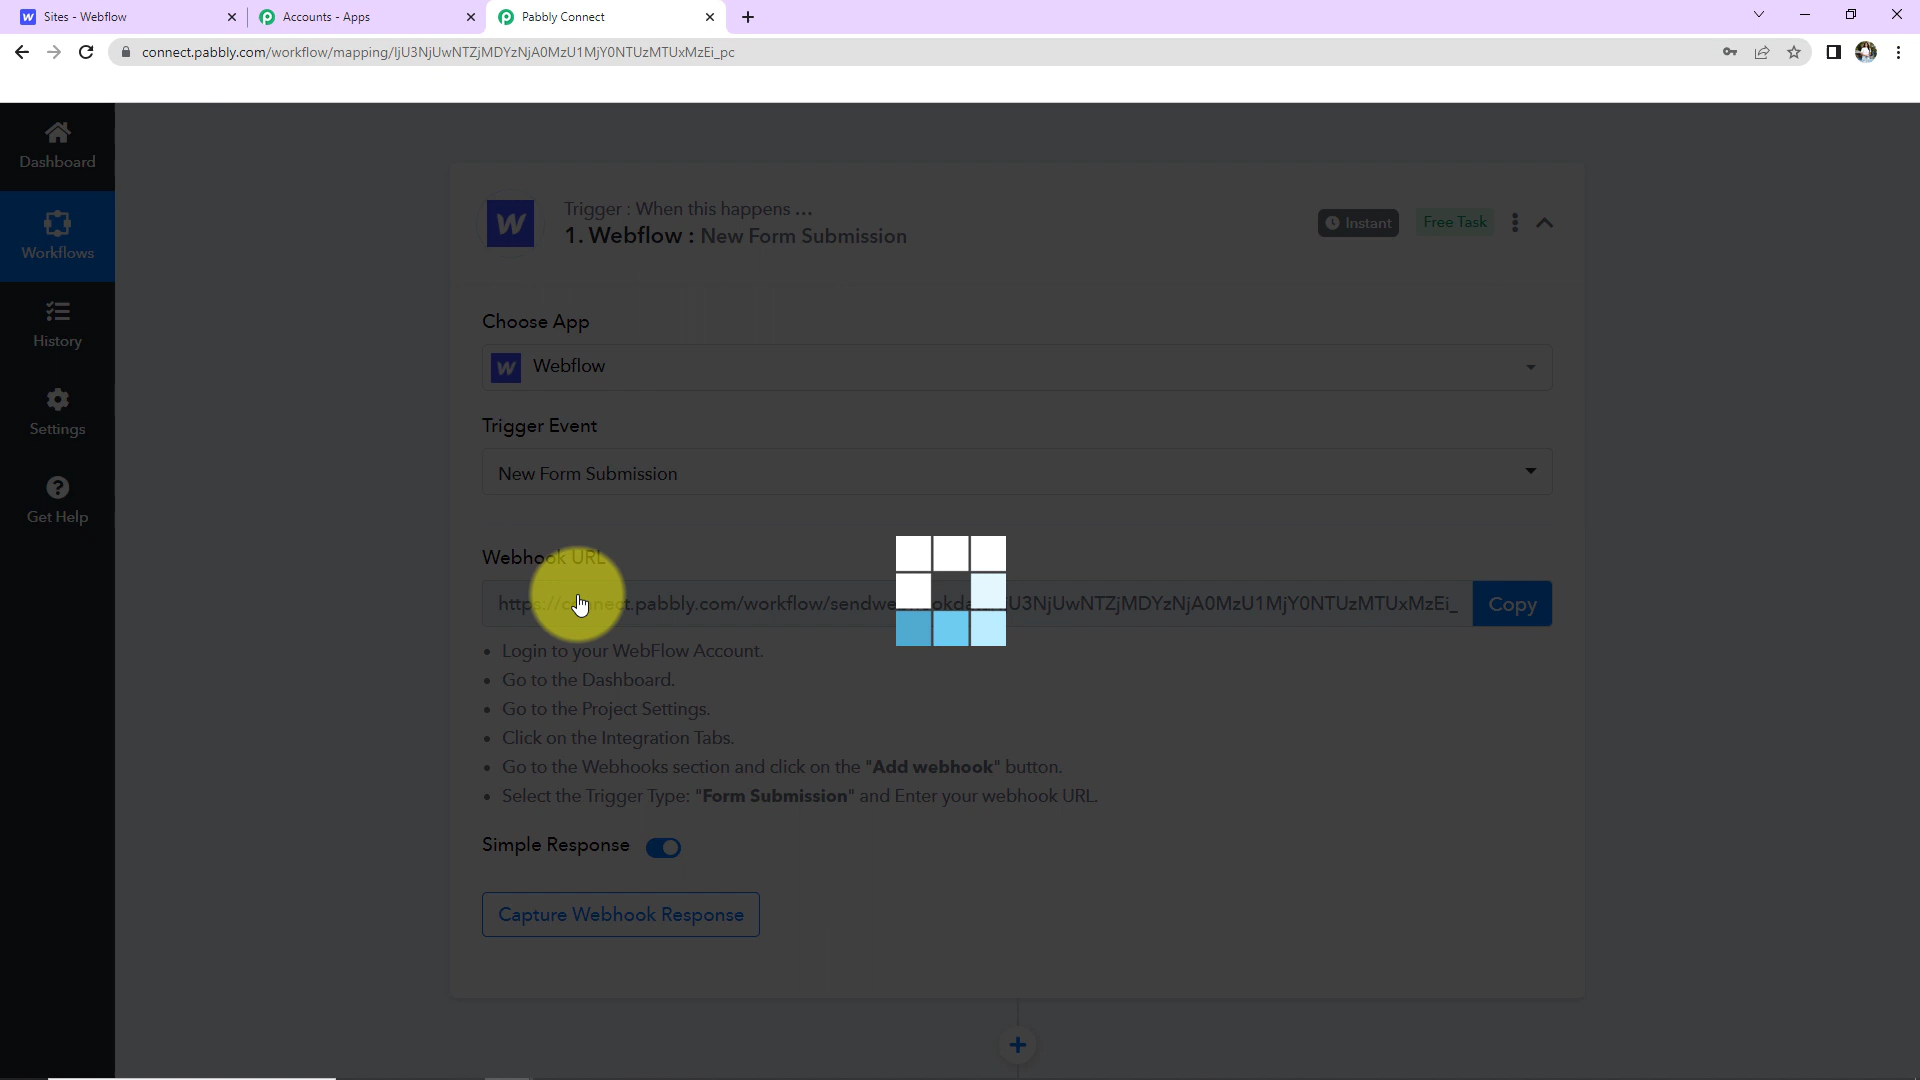 Sites - Webflow
Accounts - Apps
Pabbly Connect
connect.pabbly.com/workflow/mapping/IjU3NjUwNTZjMDYzNjA0MzU1MjY0NTUzMTUxMzEi_pc
Dashboard
Workflows
History
Settings
Get Help
Trigger : When this happens ...
1. Webflow : New Form Submission
Instant
Free Task
Choose App
Webflow
Trigger Event
New Form Submission
Webhook URL
https://connect.pabbly.com/workflow/sendwe okda U3NjUwNTZjMDYzNjA0MzU1MjY0NTUzMTUxMzEi_
Copy
• Login to your WebFlow Account.
• Go to the Dashboard.
• Go to the Project Settings.
• Click on the Integration Tabs.
• Go to the Webhooks section and click on the "Add webhook" button.
• Select the Trigger Type: "Form Submission" and Enter your webhook URL.
Simple Response
Capture Webhook Response